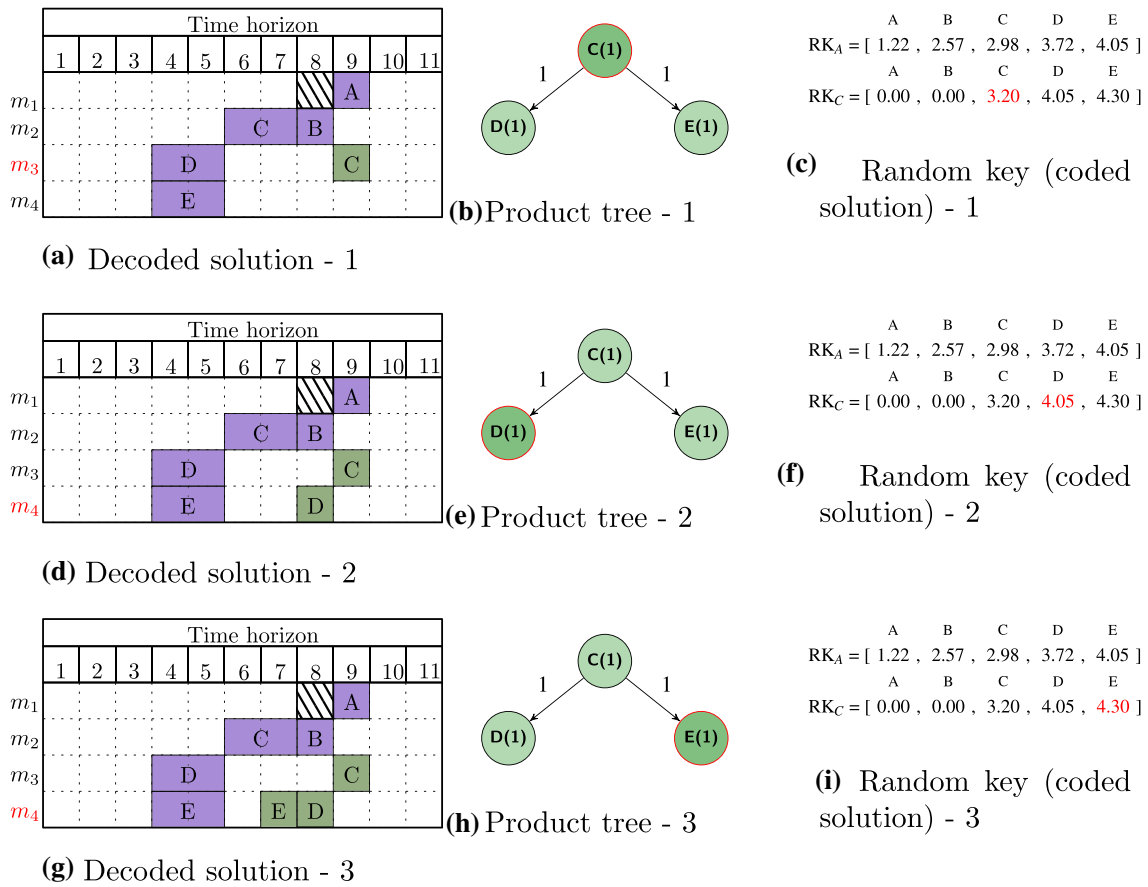 Time horizon
1 2 3 4 5 6 7 8 9 10 11
m1 A
m2 C B
m3 D C
m4 E
(a) Decoded solution - 1
C(1)
1 1
D(1) E(1)
(b) Product tree - 1
A B C D E
RKA = [ 1.22 , 2.57 , 2.98 , 3.72 , 4.05 ]
A B C D E
RKC = [ 0.00 , 0.00 , 3.20 , 4.05 , 4.30 ]
(c) Random key (coded
solution) - 1
Time horizon
1 2 3 4 5 6 7 8 9 10 11
m1 A
m2 C B
m3 D C
m4 E D
(d) Decoded solution - 2
C(1)
1 1
D(1) E(1)
(e) Product tree - 2
A B C D E
RKA = [ 1.22 , 2.57 , 2.98 , 3.72 , 4.05 ]
A B C D E
RKC = [ 0.00 , 0.00 , 3.20 , 4.05 , 4.30 ]
(f) Random key (coded
solution) - 2
Time horizon
1 2 3 4 5 6 7 8 9 10 11
m1 A
m2 C B
m3 D C
m4 E E D
(g) Decoded solution - 3
C(1)
1 1
D(1) E(1)
(h) Product tree - 3
A B C D E
RKA = [ 1.22 , 2.57 , 2.98 , 3.72 , 4.05 ]
A B C D E
RKC = [ 0.00 , 0.00 , 3.20 , 4.05 , 4.30 ]
(i) Random key (coded
solution) - 3